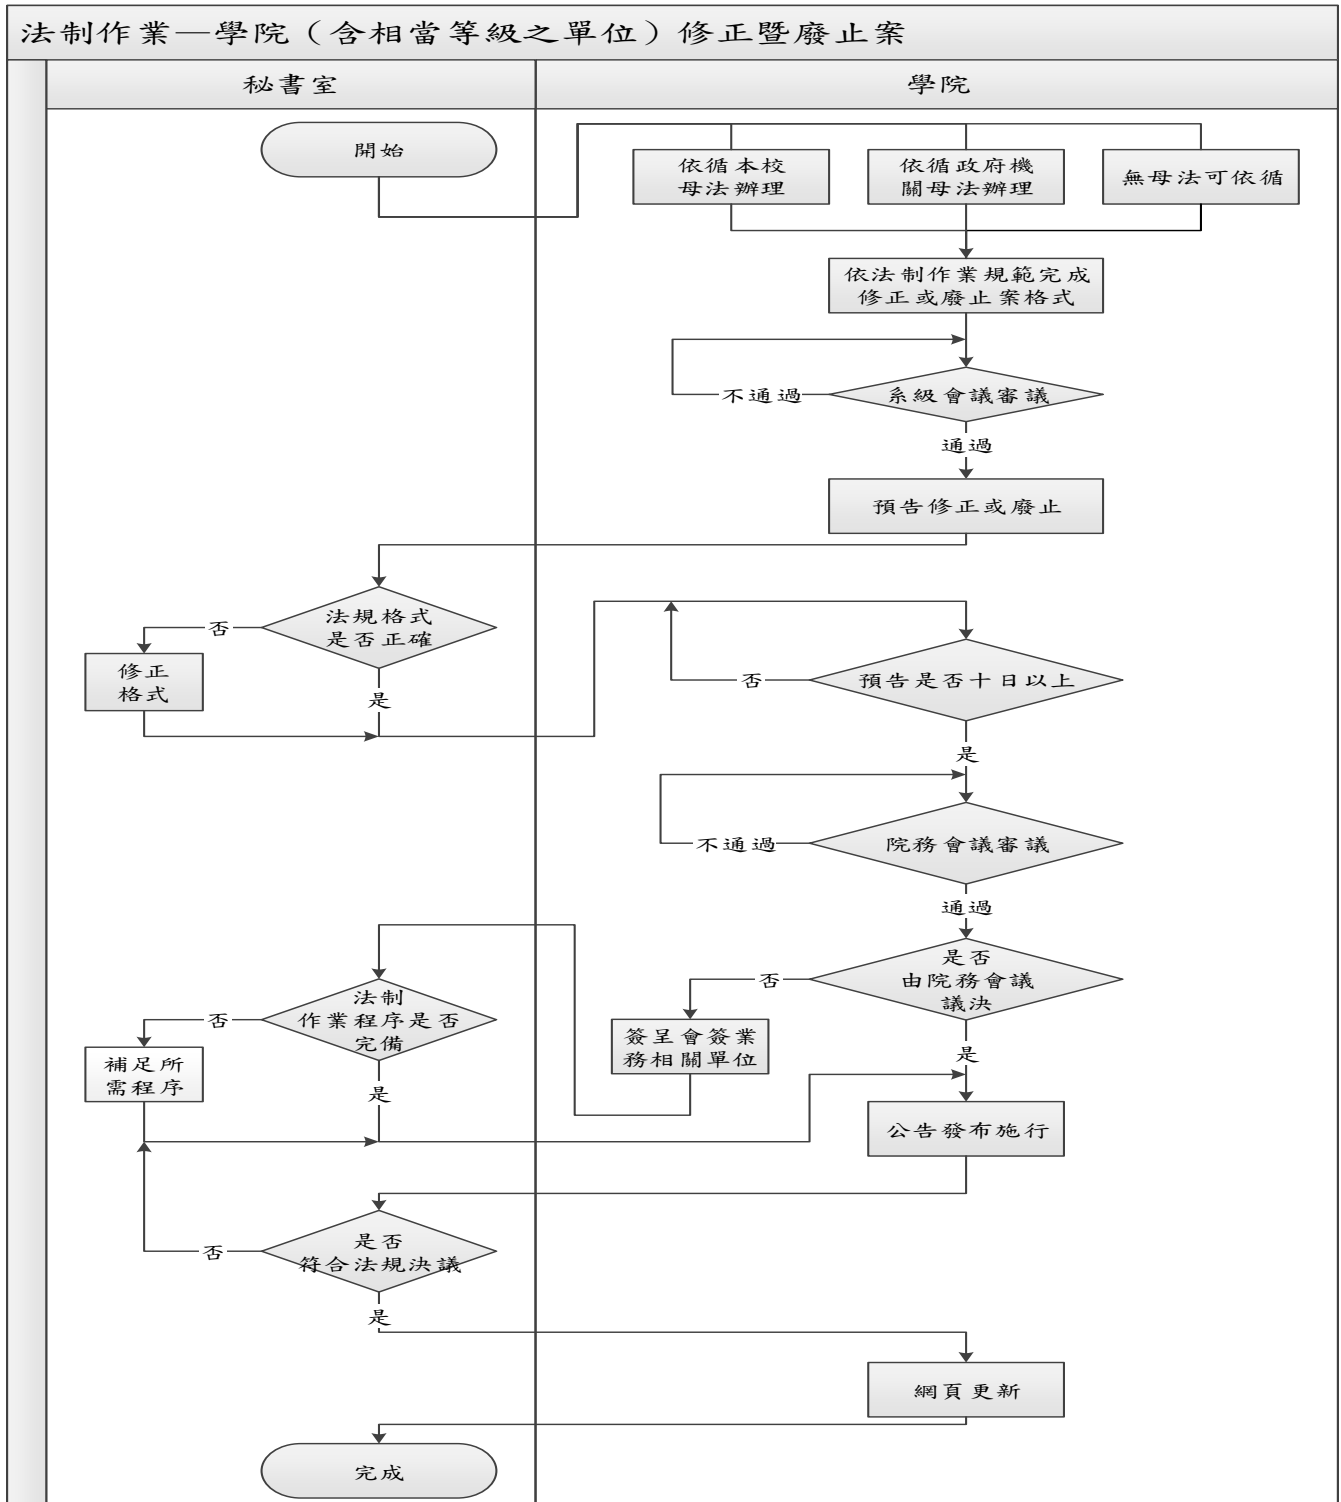 法制作業—學院（含相當等級之單位）修正暨廢止案
秘書室
學院
開始
依循本校
母法辦理
依循政府機
關母法辦理
無母法可依循
依法制作業規範完成
修正或廢止案格式
不通過
系級會議審議
通過
預告修正或廢止
法規格式
是否正確
否
修正
格式
是
否
預告是否十日以上
是
不通過
院務會議審議
通過
是否
由院務會議
議決
否
簽呈會簽業
務相關單位
是
法制
作業程序是否
完備
否
補足所
需程序
是
公告發布施行
是否
符合法規決議
否
是
網頁更新
完成